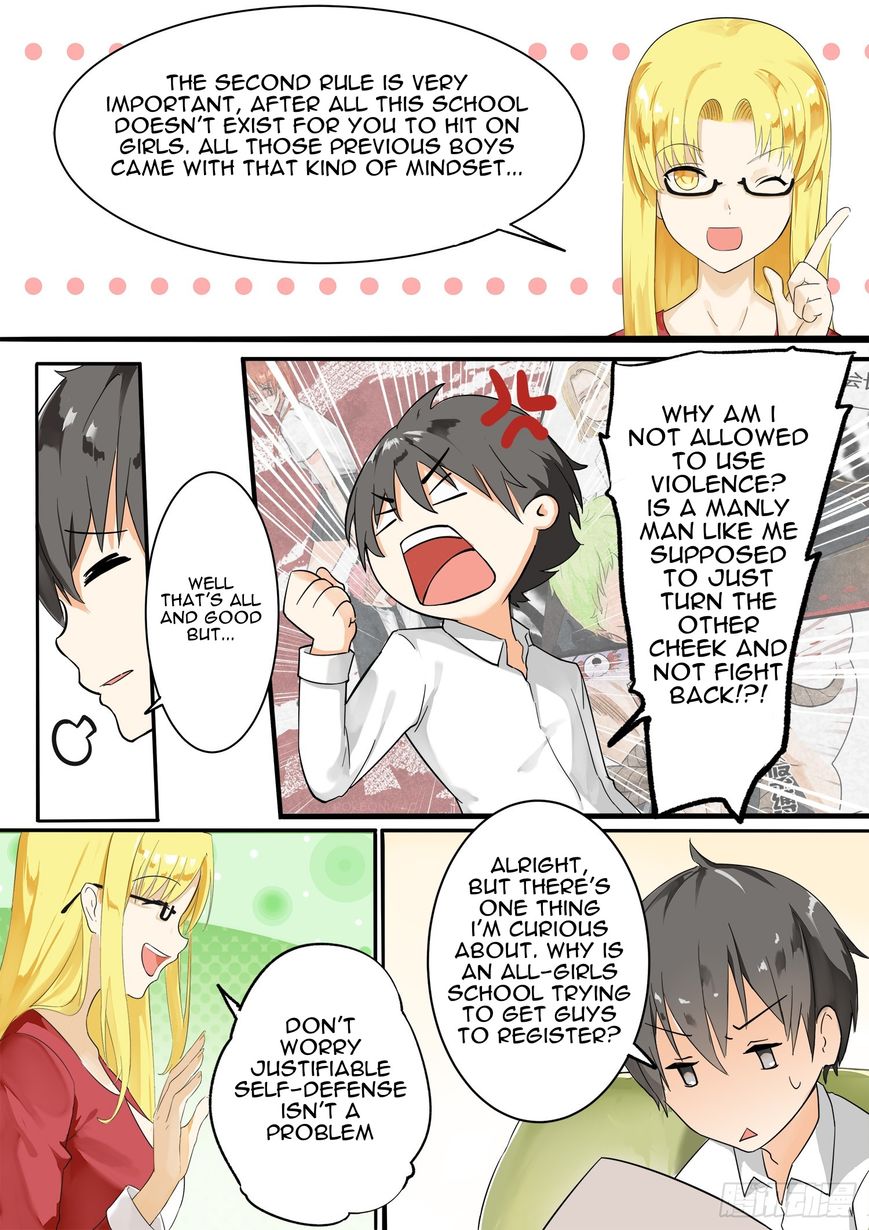 THE SECOND RULE IS VERY
IMPORTANT, AFTER ALL THIS SCHOOL
DOESN'T EXIST FOR YOU TO HIT ON
GIRLS. ALL THOSE PREVIOUS BOYS
CAME WITH THAT KIND OF MINDSET...
WELL
THAT'S ALL
AND GOOD
BUT...
WHY AM I
NOT ALLOWED
TO USE
VIOLENCE?
IS A MANLY
MAN LIKE ME
SUPPOSED
TO JUST
TURN THE
OTHER
CHEEK AND
NOT FIGHT
BACK!?!
DON'T
WORRY
JUSTIFIABLE
SELF-DEFENSE
ISN'T A
PROBLEM
ALRIGHT,
BUT THERE'S
ONE THING
I'M CURIOUS
ABOUT. WHY IS
AN ALL-GIRLS
SCHOOL TRYING
TO GET GUYS
TO REGISTER?
腾讯动漫